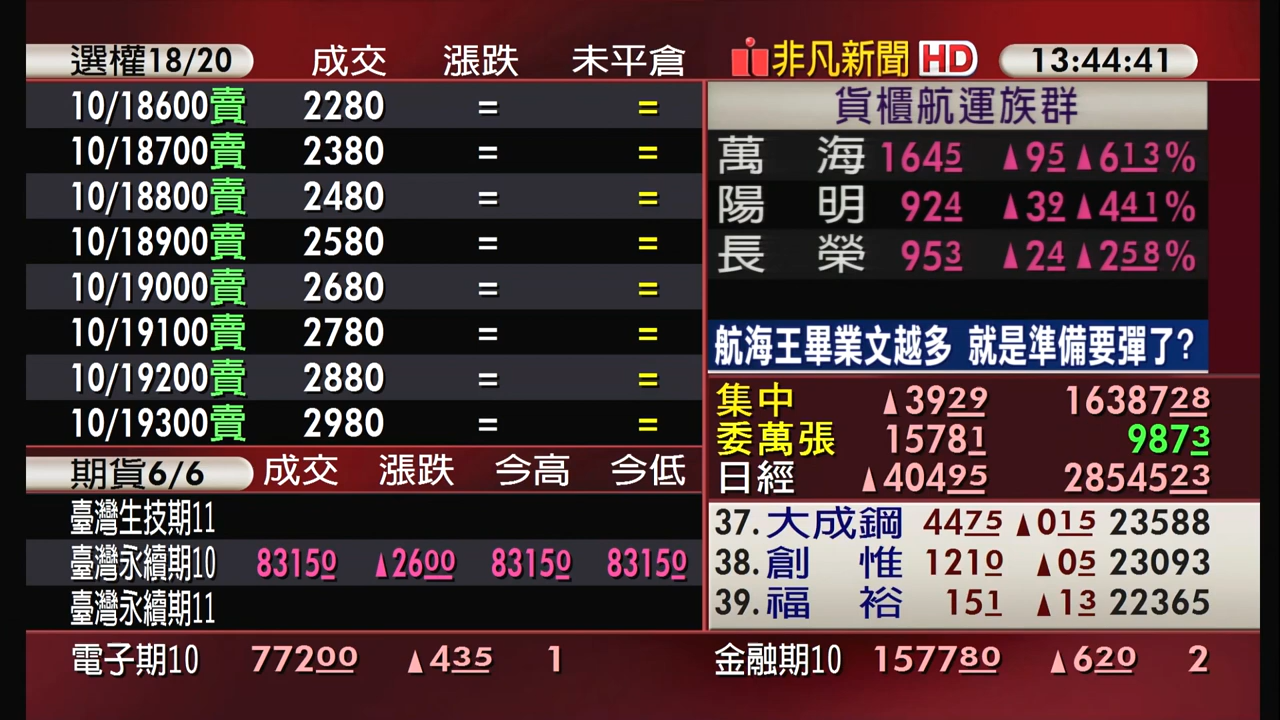 選權18/20 成交 漲跌 未平倉
10/18600賣 2280 = =
10/18700賣 2380 = =
10/18800賣 2480 = =
10/18900賣 2580 = =
10/19000賣 2680 = =
10/19100賣 2780 = =
10/19200賣 2880 = =
10/19300賣 2980 = =
期貨6/6 成交 漲跌 今高 今低
臺灣生技期11
臺灣永續期10 83150 ▲2600 83150 83150
臺灣永續期11
非凡新聞 HD 13:44:41
貨櫃航運族群
萬海 1645 ▲95 ▲613%
陽明 924 ▲39 ▲441%
長榮 953 ▲24 ▲258%
航海王畢業文越多 就是準備要彈了?
集中 ▲3929 1638728
委萬張 15781 9873
日經 ▲40495 2854523
37.大成鋼 4475 ▲015 23588
38.創惟 1210 ▲05 23093
39.福裕 151 ▲13 22365
電子期10 77200 ▲435 1
金融期10 157780 ▲620 2